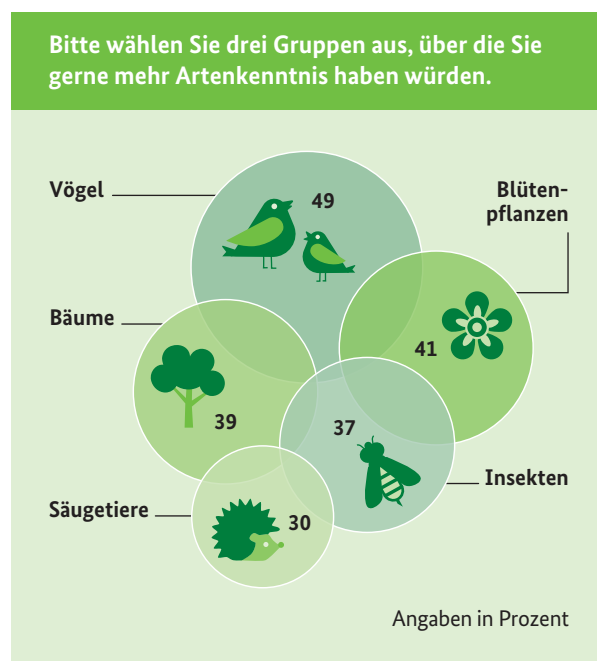 Bitte wählen Sie drei Gruppen aus, über die Sie
gerne mehr Artenkenntnis haben würden.
Vögel
49
Blüten-
pflanzen
Bäume
41
39
37
Insekten
Säugetiere
30
Angaben in Prozent